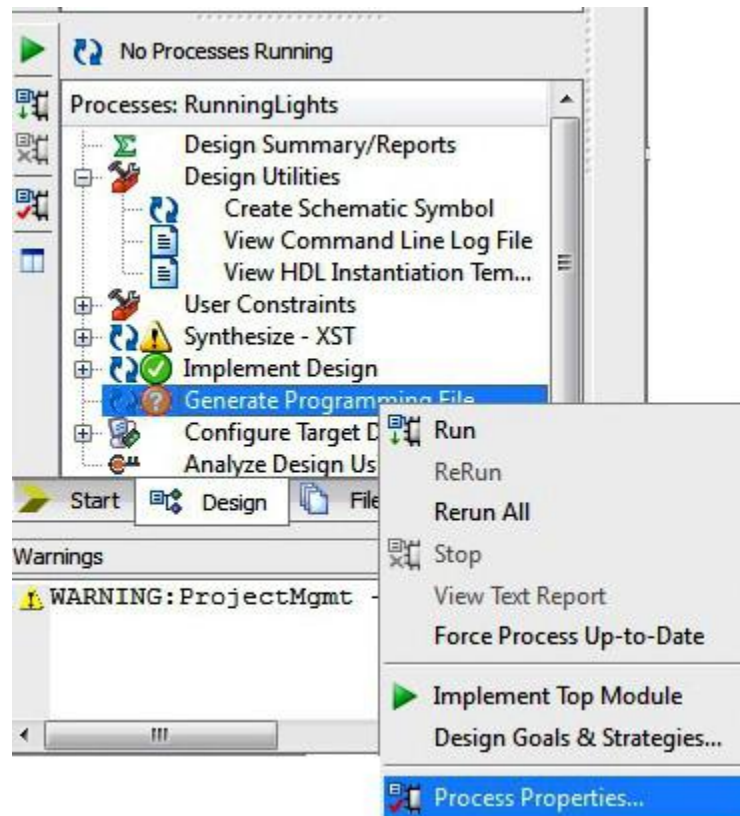 No Processes Running
Processes: RunningLights
Design Summary/Reports
Design Utilities
Create Schematic Symbol
View Command Line Log File
View HDL Instantiation Tem...
User Constraints
Synthesize - XST
Implement Design
Generate Programming File
Configure Target D
Analyze Design Us
Start Design File
Warnings
WARNING:ProjectMgmt -
Run
ReRun
Rerun All
Stop
View Text Report
Force Process Up-to-Date
Implement Top Module
Design Goals & Strategies...
Process Properties...